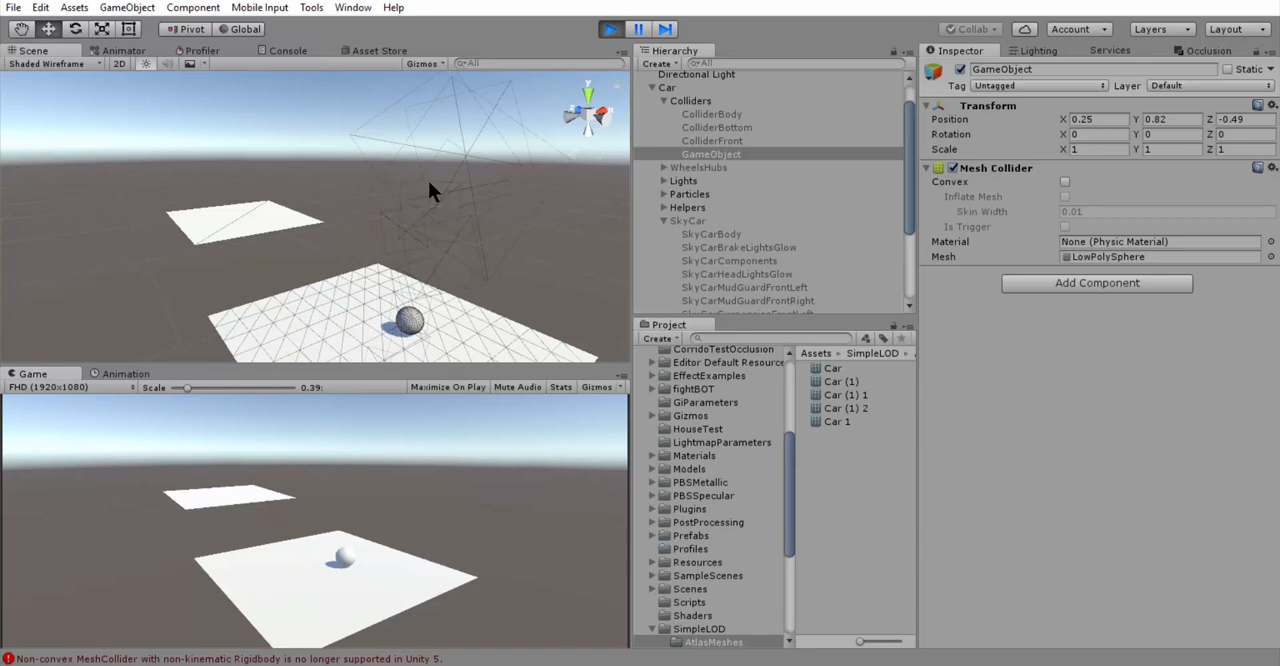 File Edit Assets GameObject Component Mobile Input Tools Window Help
Pivot Global Collab Account Layers Layout
Scene Animator Profiler Console Asset Store
Shaded Wireframe 2D Gizmos All
y
Game Animation
FHD (1920x1080) Scale 0.39: Maximize On Play Mute Audio Stats Gizmos
Hierarchy
Create All
Directional Light
Car
Colliders
ColliderBody
ColliderBottom
ColliderFront
GameObject
WheelsHubs
Lights
Particles
Helpers
SkyCar
SkyCarBody
SkyCarBrakeLightsGlow
SkyCarComponents
SkyCarHeadLightsGlow
SkyCarMudGuardFrontLeft
SkyCarMudGuardFrontRight
SkyCarSuspensionFrontLeft
Project
Create
CorridoTestOcclusion
Editor Default Resource
EffectExamples
fightBOT
GiParameters
Gizmos
HouseTest
LightmapParameters
Materials
Models
PBSMetallic
PBSSpecular
Plugins
PostProcessing
Prefabs
Profiles
Resources
SampleScenes
Scenes
Scripts
Shaders
SimpleLOD
AtlasMeshes
Assets SimpleLOD
Car
Car (1)
Car (1) 1
Car (1) 2
Car 1
Inspector Lighting Services Occlusion
GameObject Static
Tag Untagged Layer Default
Transform
Position X 0.25 Y 0.82 Z -0.49
Rotation X 0 Y 0 Z 0
Scale X 1 Y 1 Z 1
Mesh Collider
Convex
Inflate Mesh
Skin Width 0.01
Is Trigger
Material None (Physic Material)
Mesh LowPolySphere
Add Component
Non-convex MeshCollider with non-kinematic Rigidbody is no longer supported in Unity 5.